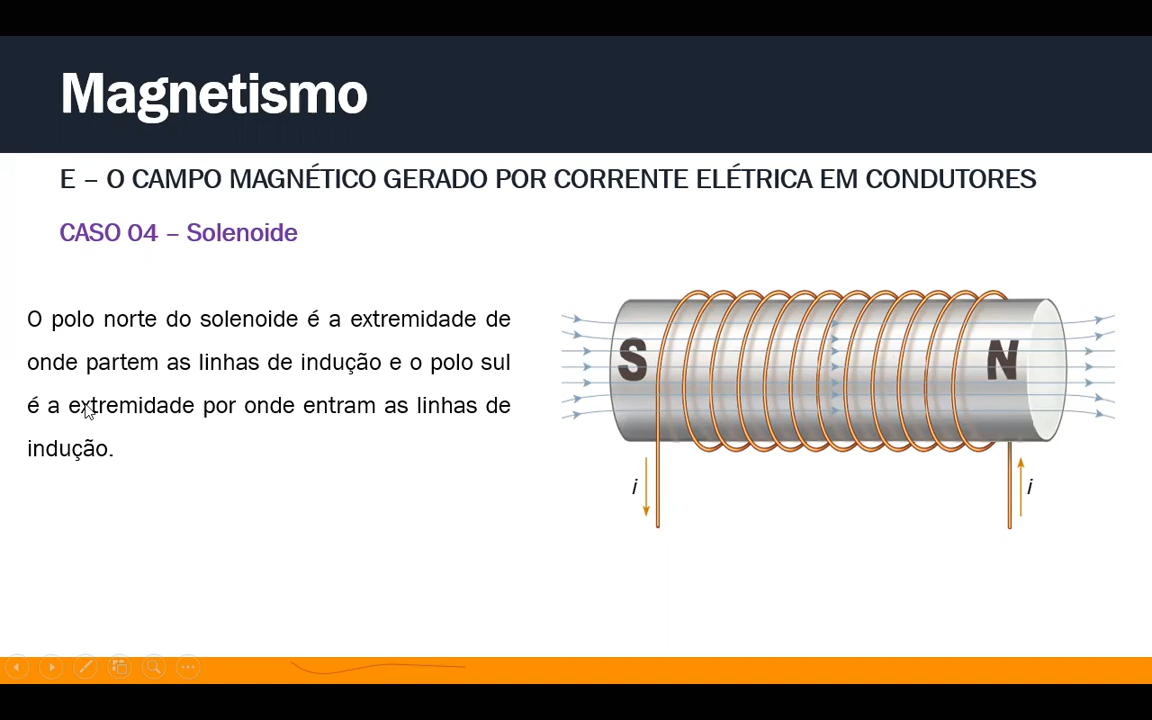 Magnetismo
E – O CAMPO MAGNÉTICO GERADO POR CORRENTE ELÉTRICA EM CONDUTORES
CASO 04 – Solenoide
O polo norte do solenoide é a extremidade de
onde partem as linhas de indução e o polo sul
é a extremidade por onde entram as linhas de
indução.
S N
i i